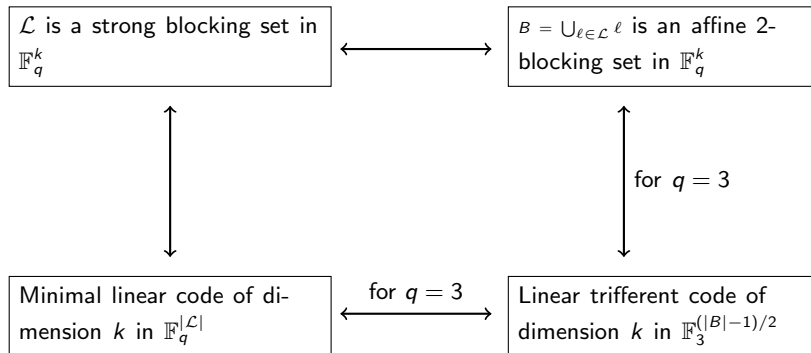 ℒ is a strong blocking set in
𝔽_q^k
B = ⋃_{ℓ∈ℒ} ℓ is an affine 2-
blocking set in 𝔽_q^k
for q = 3
Minimal linear code of di-
mension k in 𝔽_q^{|ℒ|}
for q = 3
Linear trifferent code of
dimension k in 𝔽_3^{(|B|−1)/2}